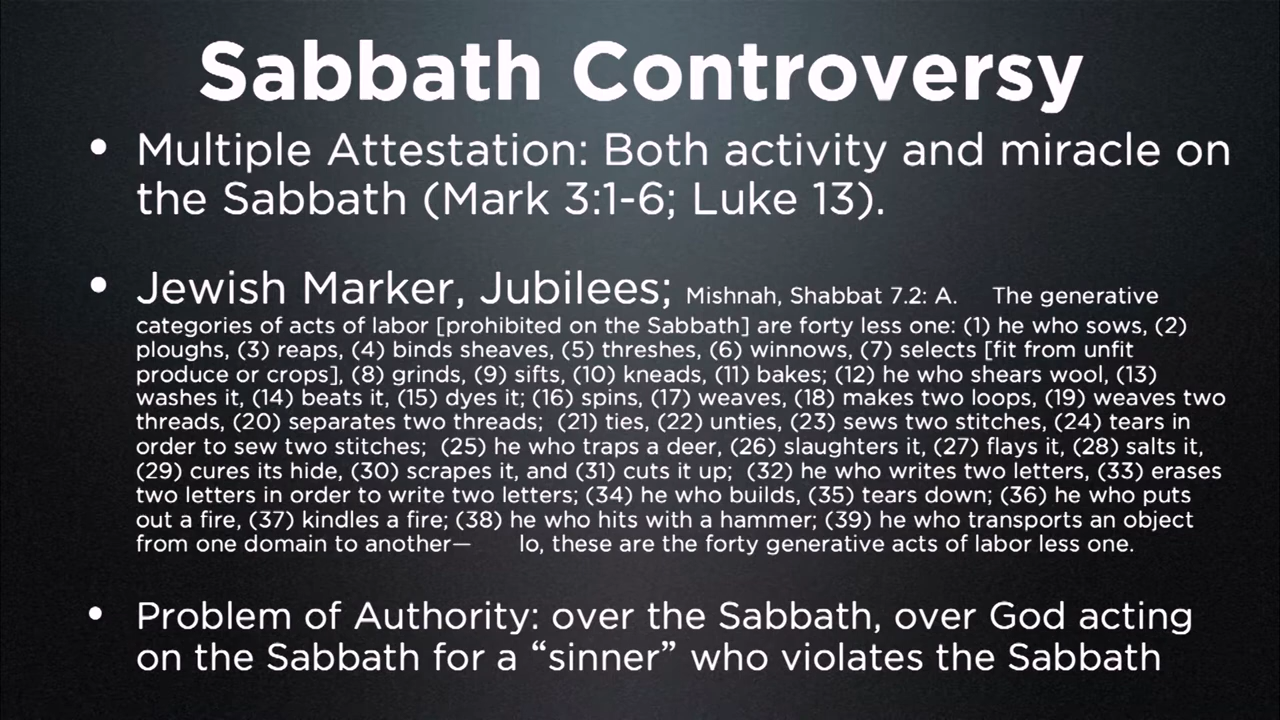 Sabbath Controversy
• Multiple Attestation: Both activity and miracle on
the Sabbath (Mark 3:1-6; Luke 13).
• Jewish Marker, Jubilees; Mishnah, Shabbat 7.2: A. The generative
categories of acts of labor [prohibited on the Sabbath] are forty less one: (1) he who sows, (2)
ploughs, (3) reaps, (4) binds sheaves, (5) threshes, (6) winnows, (7) selects [fit from unfit
produce or crops], (8) grinds, (9) sifts, (10) kneads, (11) bakes; (12) he who shears wool, (13)
washes it, (14) beats it, (15) dyes it; (16) spins, (17) weaves, (18) makes two loops, (19) weaves two
threads, (20) separates two threads; (21) ties, (22) unties, (23) sews two stitches, (24) tears in
order to sew two stitches; (25) he who traps a deer, (26) slaughters it, (27) flays it, (28) salts it,
(29) cures its hide, (30) scrapes it, and (31) cuts it up; (32) he who writes two letters, (33) erases
two letters in order to write two letters; (34) he who builds, (35) tears down; (36) he who puts
out a fire, (37) kindles a fire; (38) he who hits with a hammer; (39) he who transports an object
from one domain to another— lo, these are the forty generative acts of labor less one.
• Problem of Authority: over the Sabbath, over God acting
on the Sabbath for a “sinner” who violates the Sabbath